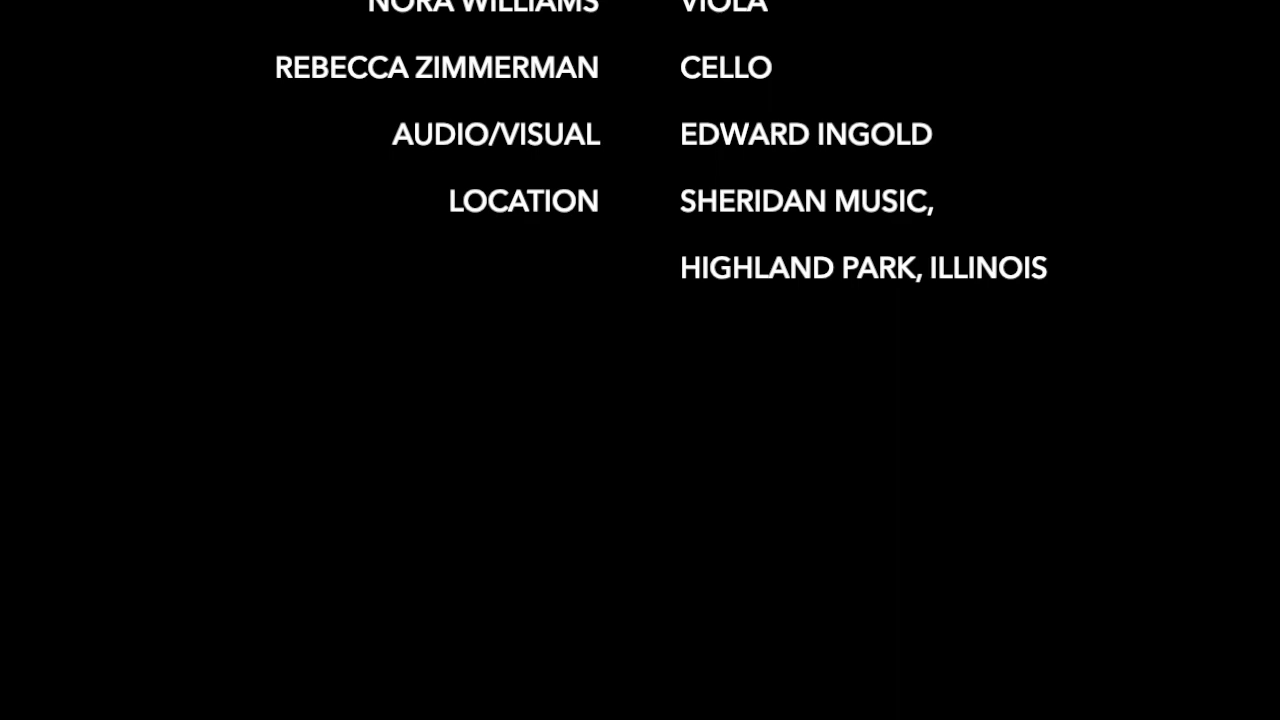 NORA WILLIAMS VIOLA
REBECCA ZIMMERMAN CELLO
AUDIO/VISUAL EDWARD INGOLD
LOCATION SHERIDAN MUSIC,
HIGHLAND PARK, ILLINOIS